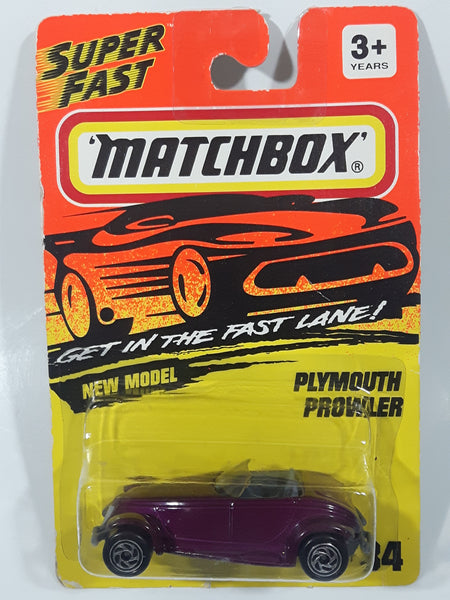 SUPER
FAST
3+
YEARS
'MATCHBOX'®
GET IN THE FAST LANE!
NEW MODEL
PLYMOUTH
PROWLER
34